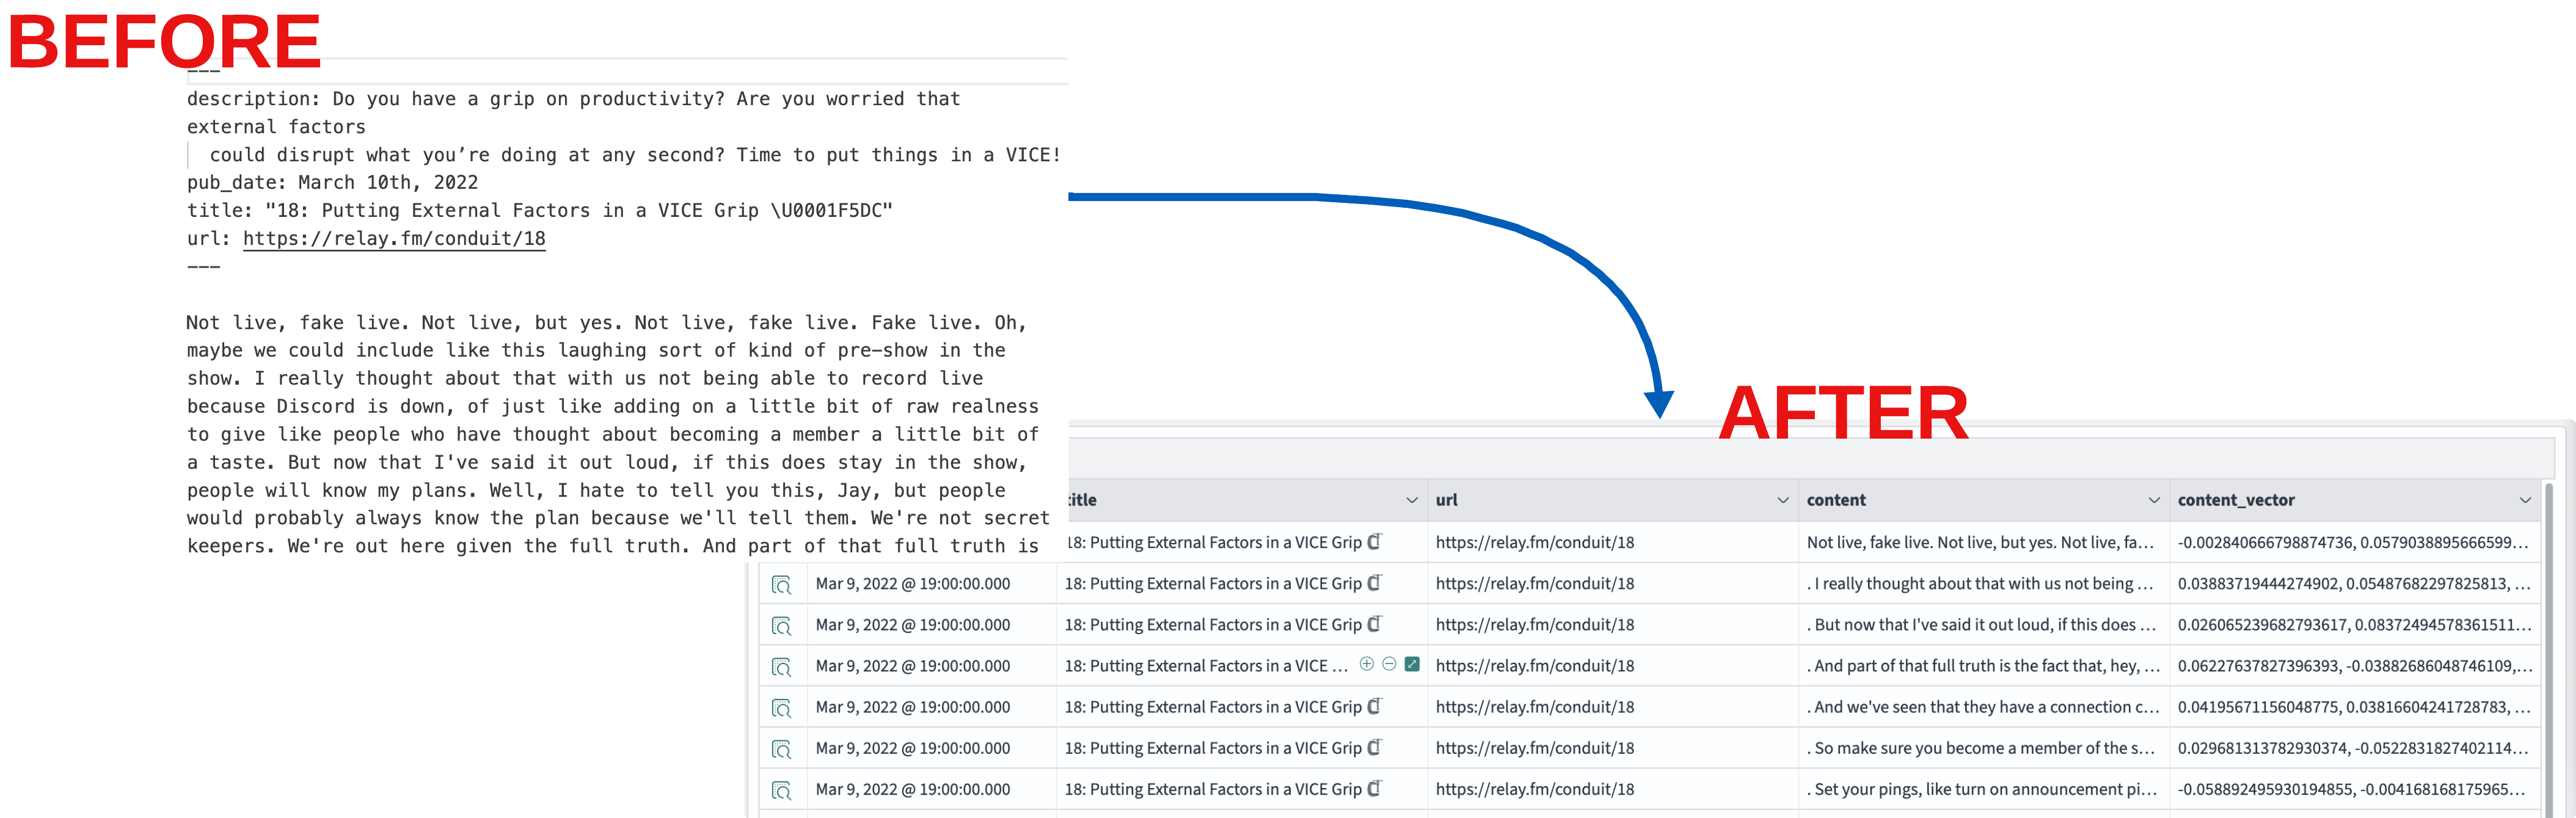 BEFORE
---
description: Do you have a grip on productivity? Are you worried that
external factors
could disrupt what you’re doing at any second? Time to put things in a VICE!
pub_date: March 10th, 2022
title: "18: Putting External Factors in a VICE Grip \U0001F5DC"
url: https://relay.fm/conduit/18
---
Not live, fake live. Not live, but yes. Not live, fake live. Fake live. Oh,
maybe we could include like this laughing sort of kind of pre-show in the
show. I really thought about that with us not being able to record live
because Discord is down, of just like adding on a little bit of raw realness
to give like people who have thought about becoming a member a little bit of
a taste. But now that I've said it out loud, if this does stay in the show,
people will know my plans. Well, I hate to tell you this, Jay, but people
would probably always know the plan because we'll tell them. We're not secret
keepers. We're out here given the full truth. And part of that full truth is
AFTER
title url content content_vector
18: Putting External Factors in a VICE Grip 🗜 https://relay.fm/conduit/18 Not live, fake live. Not live, but yes. Not live, fa... -0.002840666798874736, 0.0579038895666599...
Mar 9, 2022 @ 19:00:00.000 18: Putting External Factors in a VICE Grip 🗜 https://relay.fm/conduit/18 . I really thought about that with us not being ... 0.03883719444274902, 0.05487682297825813, ...
Mar 9, 2022 @ 19:00:00.000 18: Putting External Factors in a VICE Grip 🗜 https://relay.fm/conduit/18 . But now that I've said it out loud, if this does ... 0.026065239682793617, 0.08372494578361511...
Mar 9, 2022 @ 19:00:00.000 18: Putting External Factors in a VICE ... https://relay.fm/conduit/18 . And part of that full truth is the fact that, hey, ... 0.06227637827396393, -0.03882686048746109,...
Mar 9, 2022 @ 19:00:00.000 18: Putting External Factors in a VICE Grip 🗜 https://relay.fm/conduit/18 . And we've seen that they have a connection c... 0.04195671156048775, 0.03816604241728783, ...
Mar 9, 2022 @ 19:00:00.000 18: Putting External Factors in a VICE Grip 🗜 https://relay.fm/conduit/18 . So make sure you become a member of the s... 0.029681313782930374, -0.0522831827402114...
Mar 9, 2022 @ 19:00:00.000 18: Putting External Factors in a VICE Grip 🗜 https://relay.fm/conduit/18 . Set your pings, like turn on announcement pi... -0.058892495930194855, -0.004168168175965...